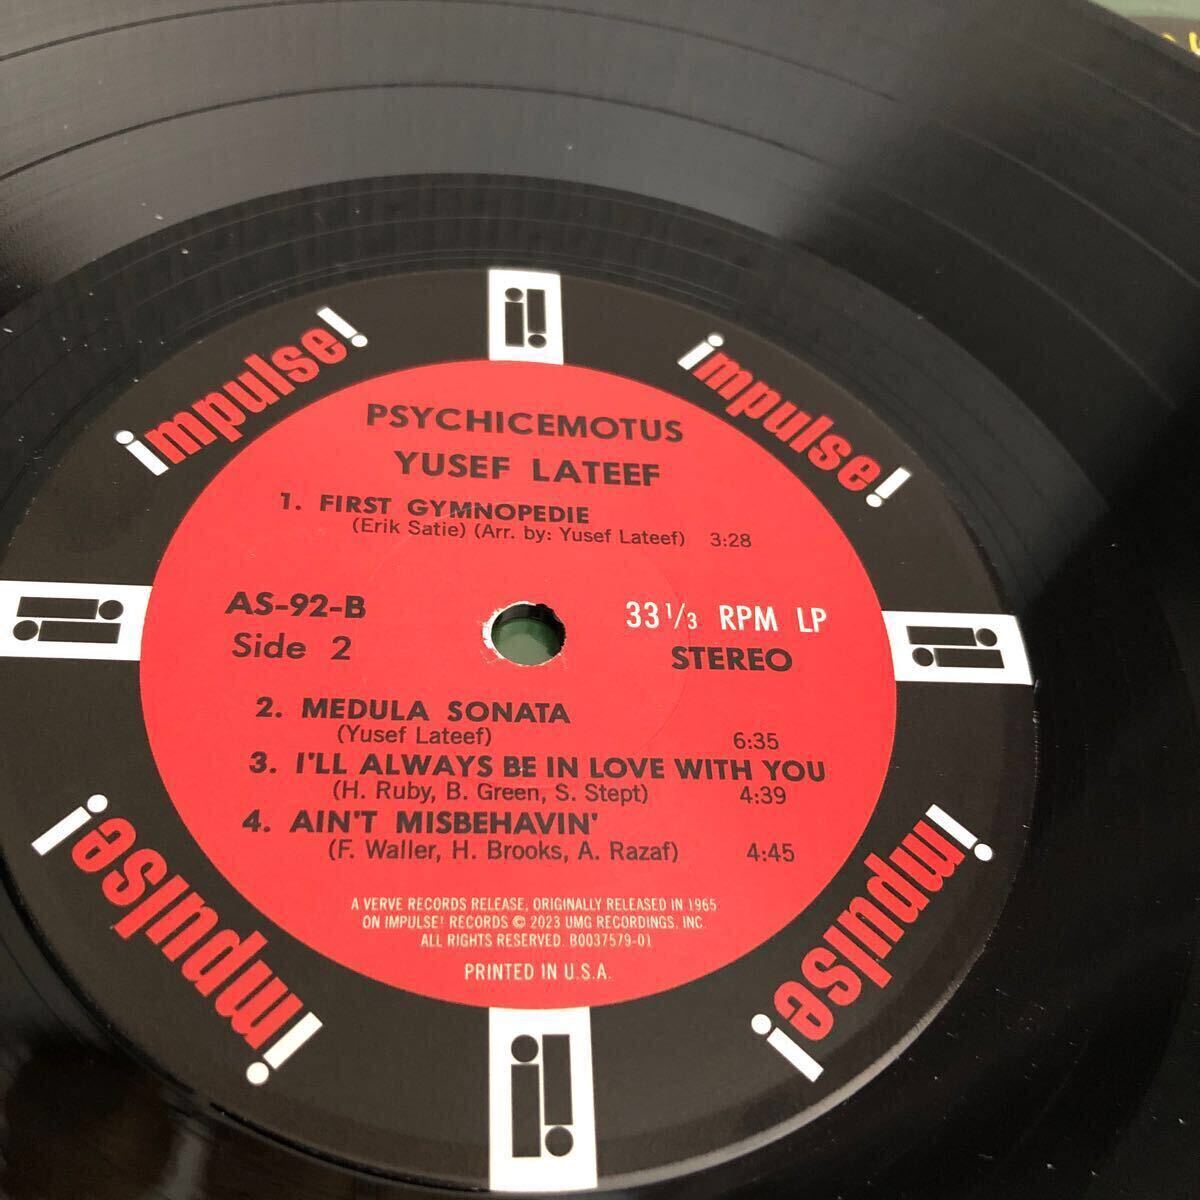 impulse!
impulse!
PSYCHICEMOTUS
YUSEF LATEEF
1. FIRST GYMNOPEDIE
(Erik Satie) (Arr. by: Yusef Lateef) 3:28
AS-92-B
Side 2
33 1/3 RPM LP
STEREO
2. MEDULA SONATA
(Yusef Lateef) 6:35
3. I'LL ALWAYS BE IN LOVE WITH YOU
(H. Ruby, B. Green, S. Stept) 4:39
4. AIN'T MISBEHAVIN'
(F. Waller, H. Brooks, A. Razaf) 4:45
A VERVE RECORDS RELEASE, ORIGINALLY RELEASED IN 1965
ON IMPULSE! RECORDS © 2023 UMG RECORDINGS, INC.
ALL RIGHTS RESERVED. B0037579-01
PRINTED IN U.S.A.
impulse!
impulse!